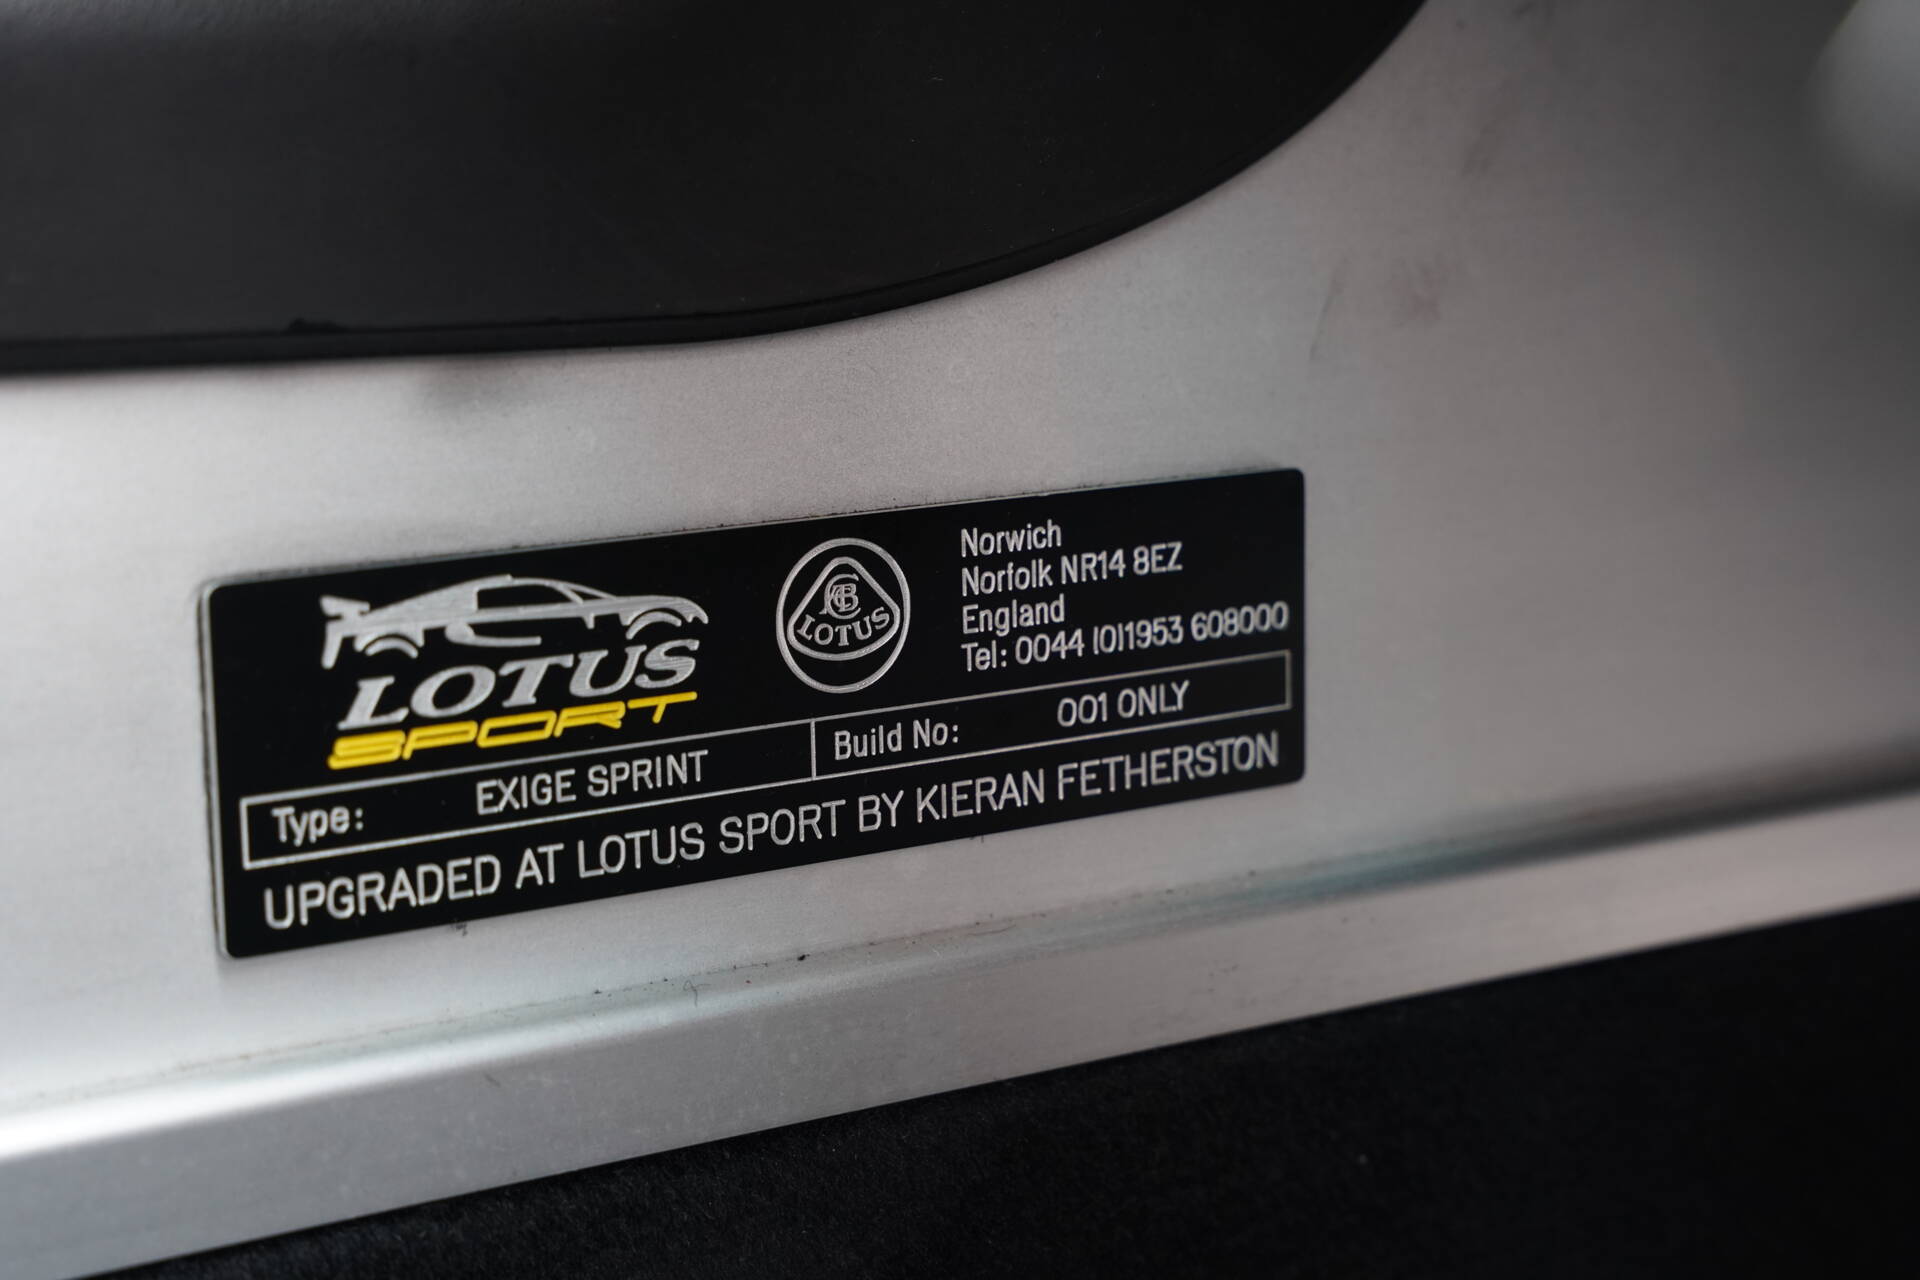 LOTUS
SPORT
ACBC
LOTUS
Norwich
Norfolk NR14 8EZ
England
Tel: 0044 (0)1953 608000
Type: EXIGE SPRINT
Build No: 001 ONLY
UPGRADED AT LOTUS SPORT BY KIERAN FETHERSTON